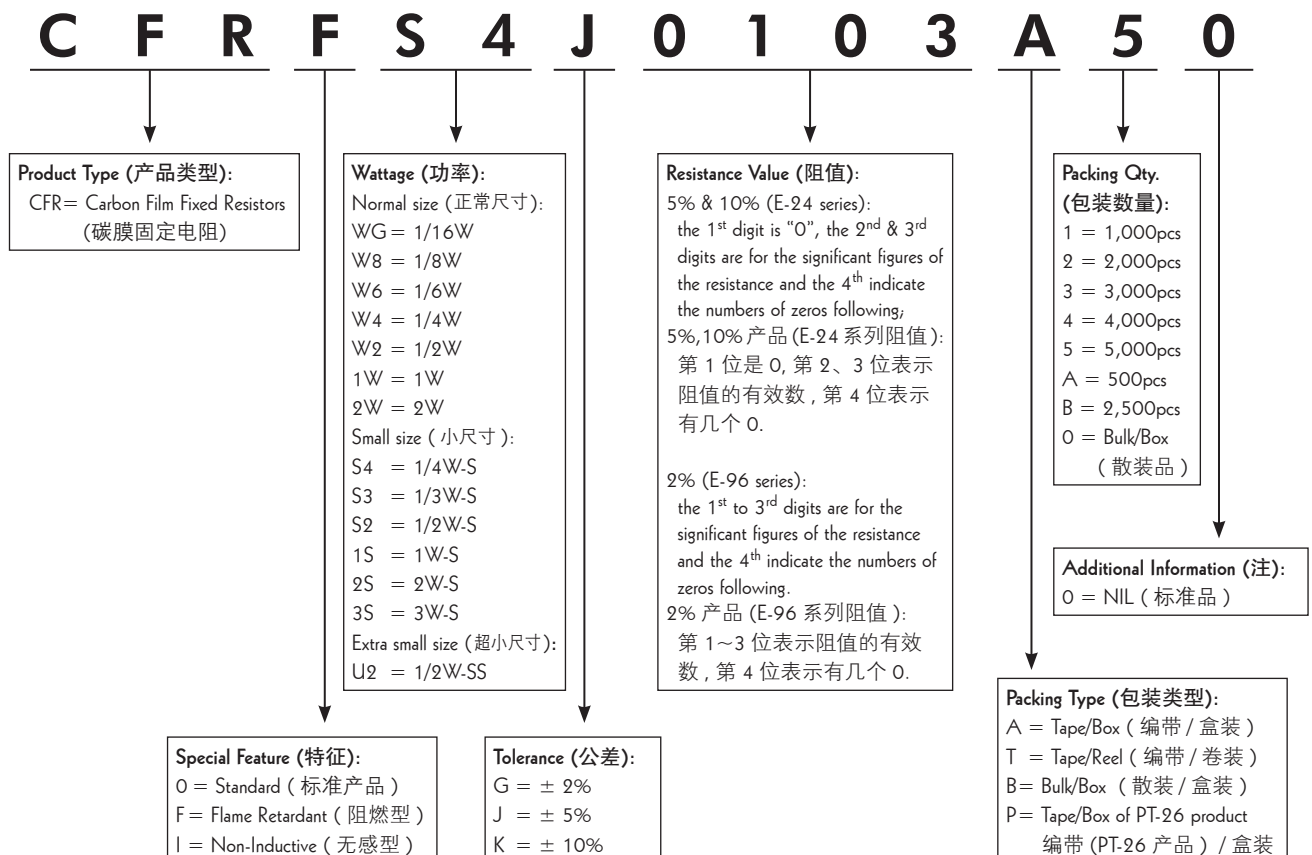 C F R F S 4 J 0 1 0 3 A 5 0
Product Type (产品类型):
CFR= Carbon Film Fixed Resistors
(碳膜固定电阻)
Wattage (功率):
Normal size (正常尺寸):
WG = 1/16W
W8 = 1/8W
W6 = 1/6W
W4 = 1/4W
W2 = 1/2W
1W = 1W
2W = 2W
Small size ( 小尺寸 ):
S4 = 1/4W-S
S3 = 1/3W-S
S2 = 1/2W-S
1S = 1W-S
2S = 2W-S
3S = 3W-S
Extra small size (超小尺寸):
U2 = 1/2W-SS
Resistance Value (阻值):
5% & 10% (E-24 series):
the 1st digit is “0”, the 2nd & 3rd
digits are for the significant figures of
the resistance and the 4th indicate
the numbers of zeros following;
5%,10% 产品 (E-24 系列阻值 ):
第 1 位是 0, 第 2、3 位表示
阻值的有效数 , 第 4 位表示
有几个 0.
2% (E-96 series):
the 1st to 3rd digits are for the
significant figures of the resistance
and the 4th indicate the numbers of
zeros following.
2% 产品 (E-96 系列阻值 ):
第 1~3 位表示阻值的有效
数 , 第 4 位表示有几个 0.
Packing Qty.
(包装数量):
1 = 1,000pcs
2 = 2,000pcs
3 = 3,000pcs
4 = 4,000pcs
5 = 5,000pcs
A = 500pcs
B = 2,500pcs
0 = Bulk/Box
( 散装品 )
Additional Information (注):
0 = NIL ( 标准品 )
Special Feature (特征):
0 = Standard ( 标准产品 )
F = Flame Retardant ( 阻燃型 )
I = Non-Inductive ( 无感型 )
Tolerance (公差):
G = ± 2%
J = ± 5%
K = ± 10%
Packing Type (包装类型):
A = Tape/Box ( 编带 / 盒装 )
T = Tape/Reel ( 编带 / 卷装 )
B= Bulk/Box ( 散装 / 盒装 )
P= Tape/Box of PT-26 product
编带 (PT-26 产品 ) / 盒装